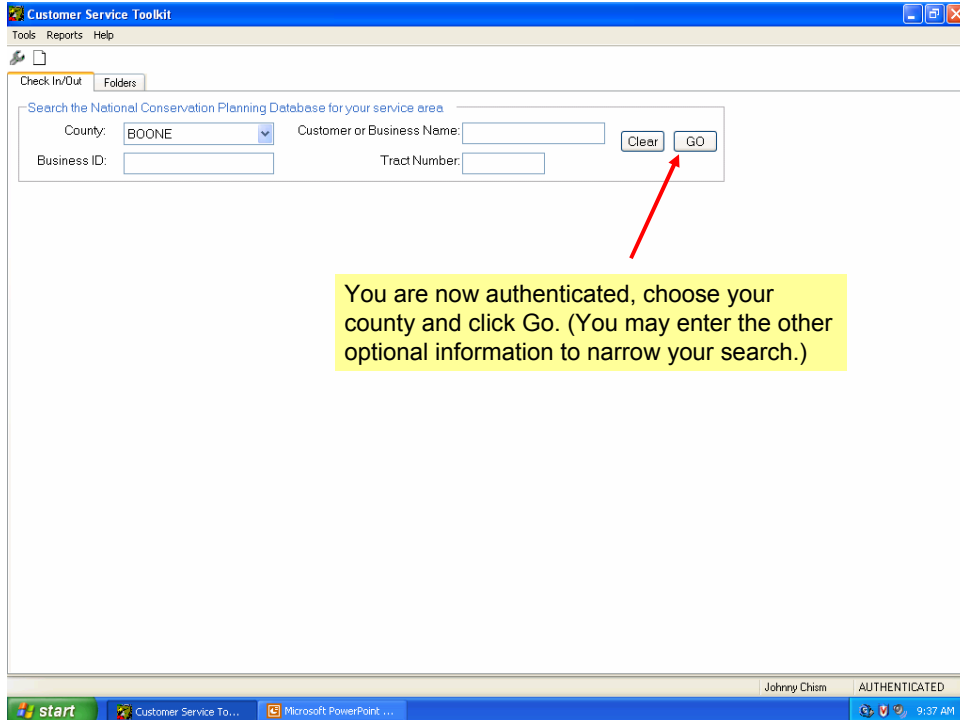 Customer Service Toolkit
Tools Reports Help
Check In/Out Folders
Search the National Conservation Planning Database for your service area
County: BOONE Customer or Business Name: Clear GO
Business ID: Tract Number:
You are now authenticated, choose your
county and click Go. (You may enter the other
optional information to narrow your search.)
Johnny Chism AUTHENTICATED
start Customer Service To... Microsoft PowerPoint ... 9:37 AM